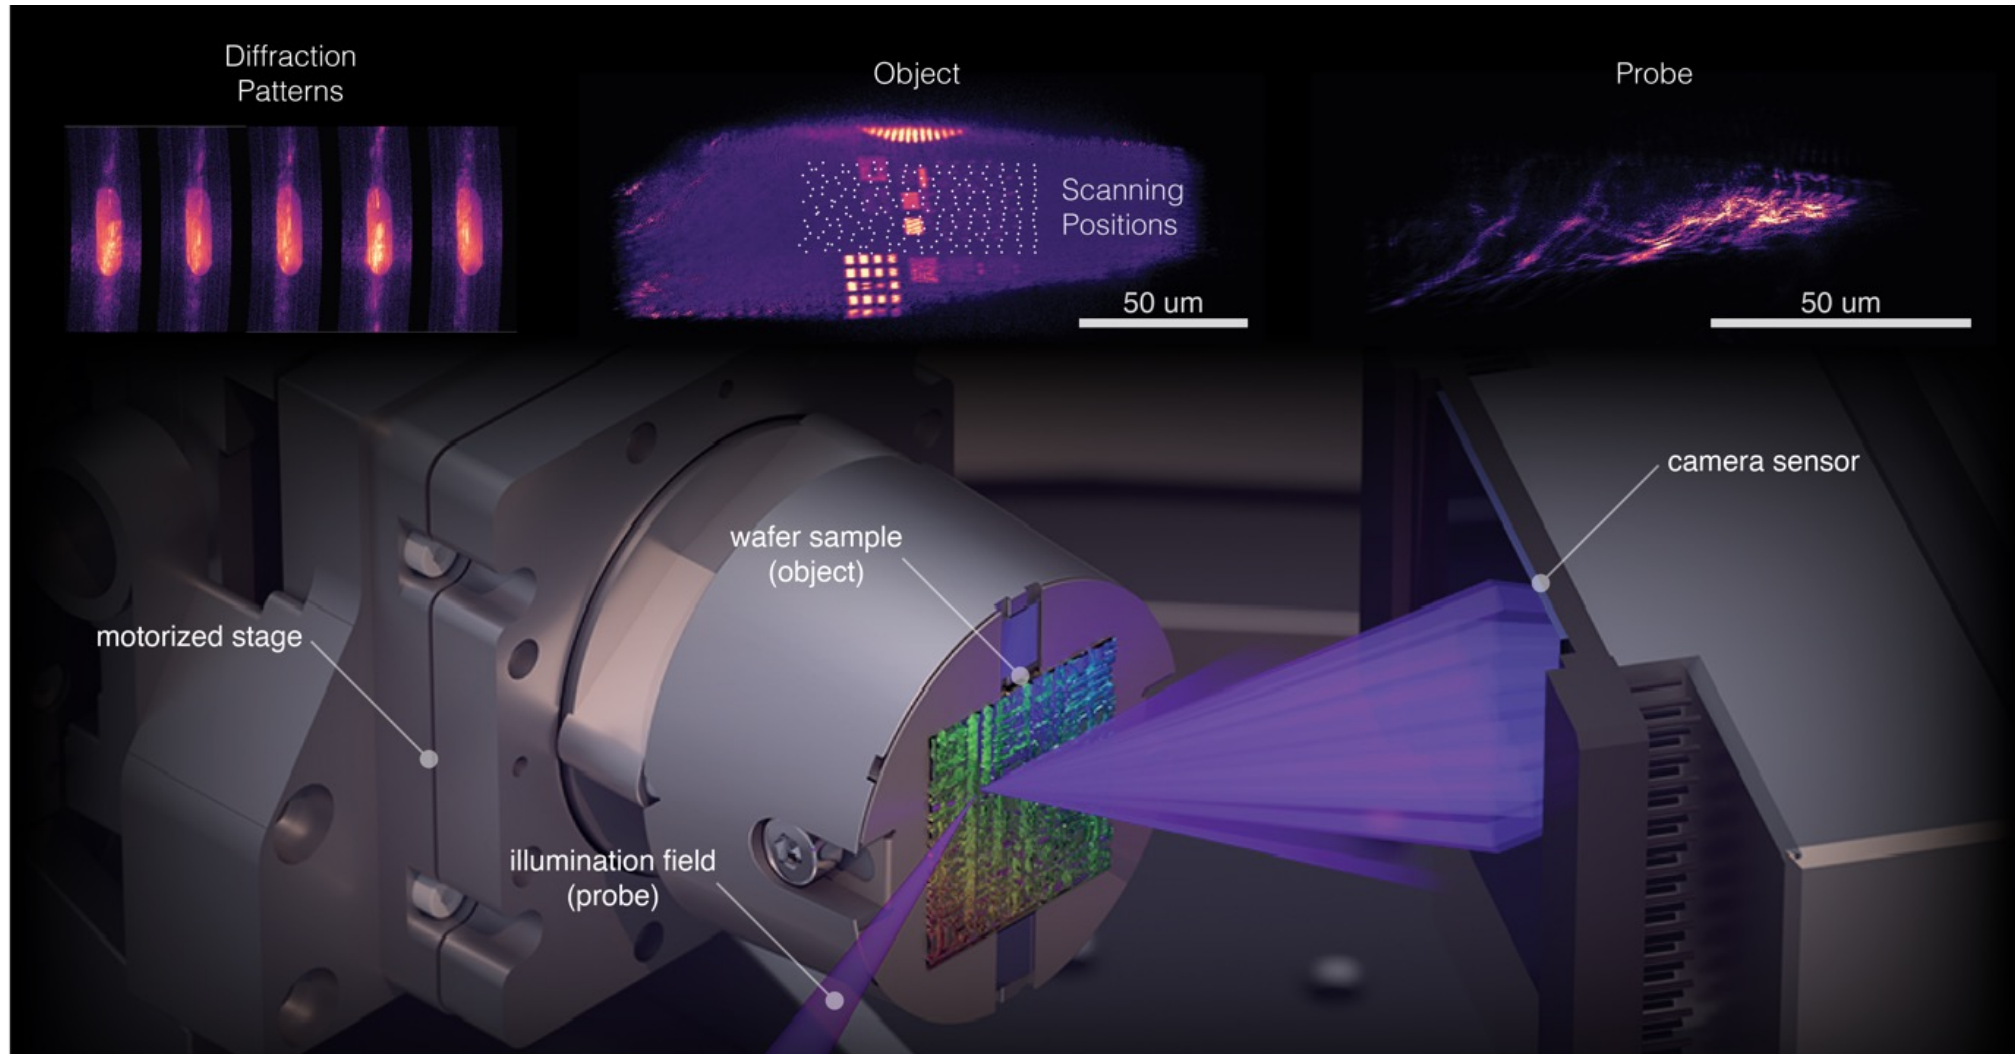 Diffraction
Patterns
Object
Probe
Scanning
Positions
50 um
50 um
camera sensor
wafer sample
(object)
motorized stage
illumination field
(probe)